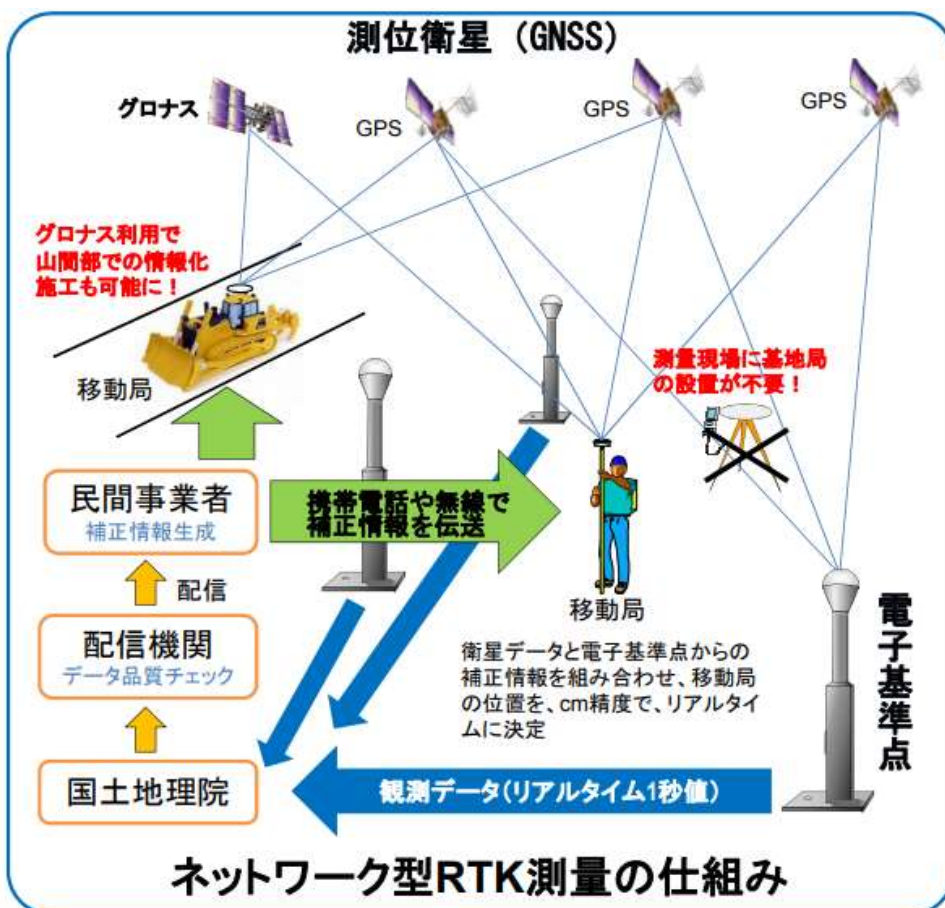 測位衛星（GNSS）
グロナス
GPS
GPS
GPS
グロナス利用で
山間部での情報化
施工も可能に！
移動局
測量現場に基地局
の設置が不要！
民間事業者
補正情報生成
携帯電話や無線で
補正情報を伝送
配信
移動局
配信機関
データ品質チェック
衛星データと電子基準点からの
補正情報を組み合わせ、移動局
の位置を、cm精度で、リアルタイ
ムに決定
電子基準点
国土地理院
観測データ（リアルタイム1秒値）
ネットワーク型RTK測量の仕組み